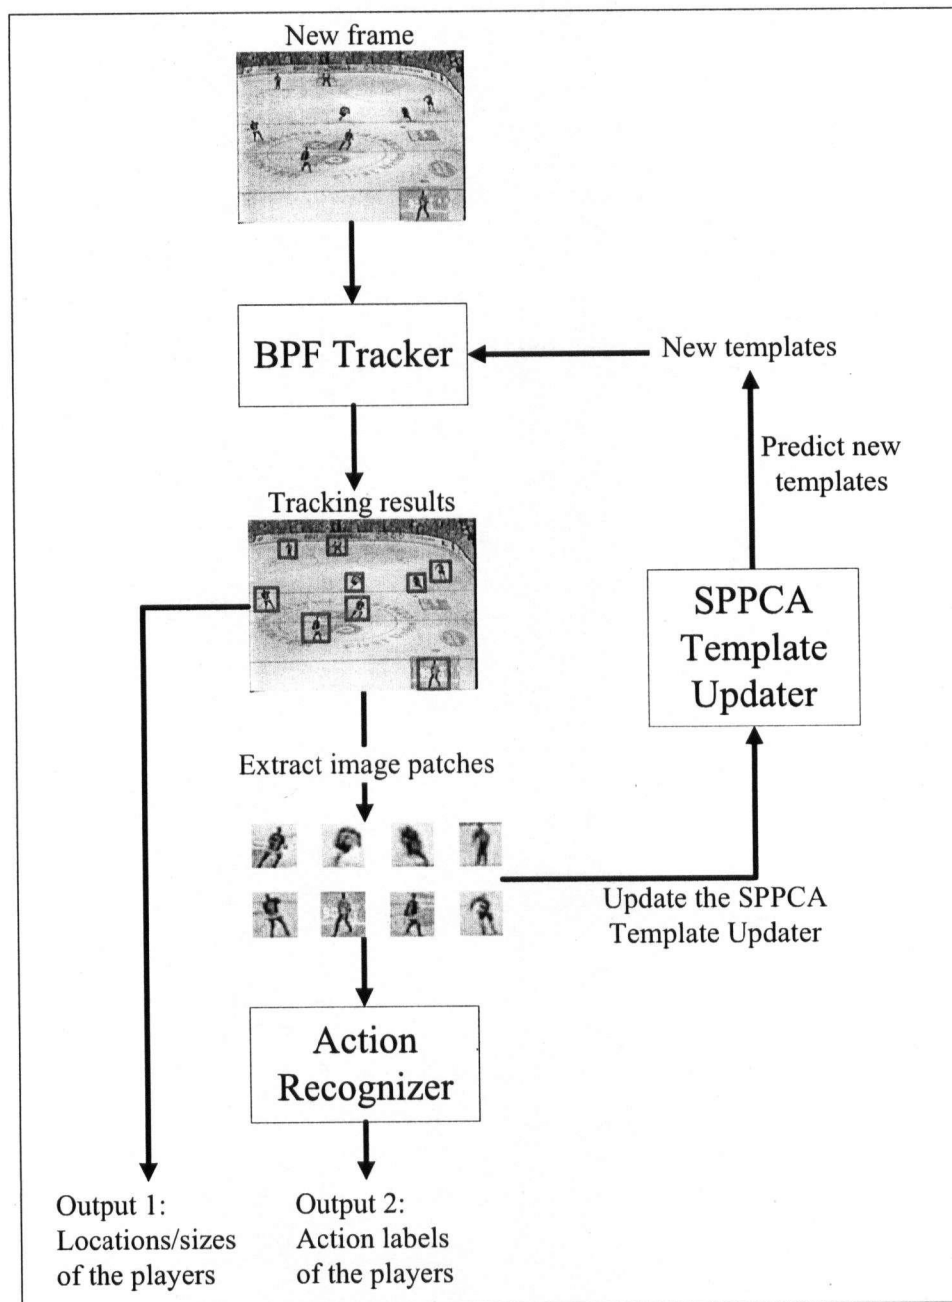 New frame
BPF Tracker
New templates
Predict new
templates
Tracking results
SPPCA
Template
Updater
Extract image patches
Update the SPPCA
Template Updater
Action
Recognizer
Output 1:
Locations/sizes
of the players
Output 2:
Action labels
of the players